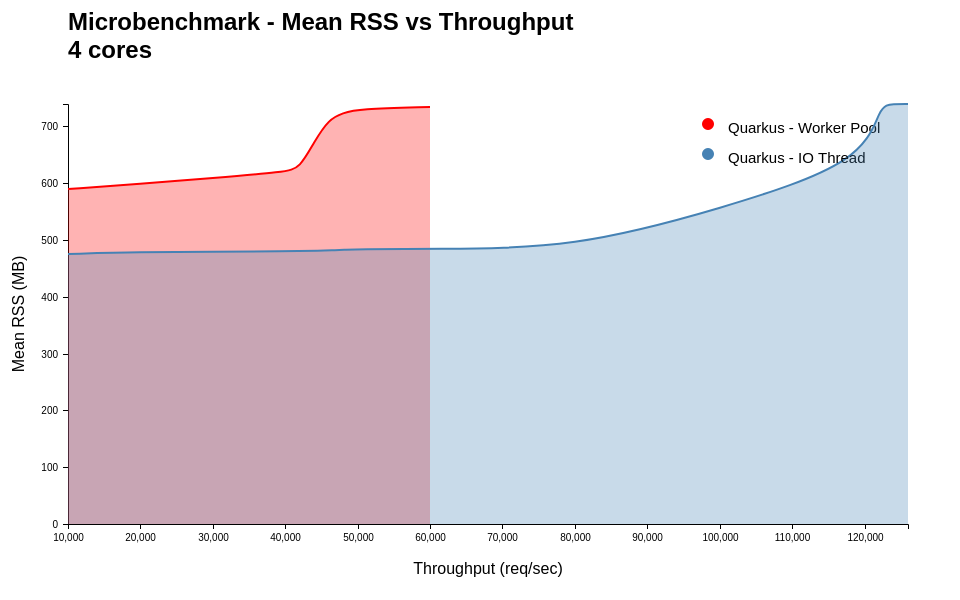 Microbenchmark - Mean RSS vs Throughput
4 cores
Quarkus - Worker Pool
Quarkus - IO Thread
Mean RSS (MB)
700
600
500
400
300
200
100
0
10,000 20,000 30,000 40,000 50,000 60,000 70,000 80,000 90,000 100,000 110,000 120,000
Throughput (req/sec)